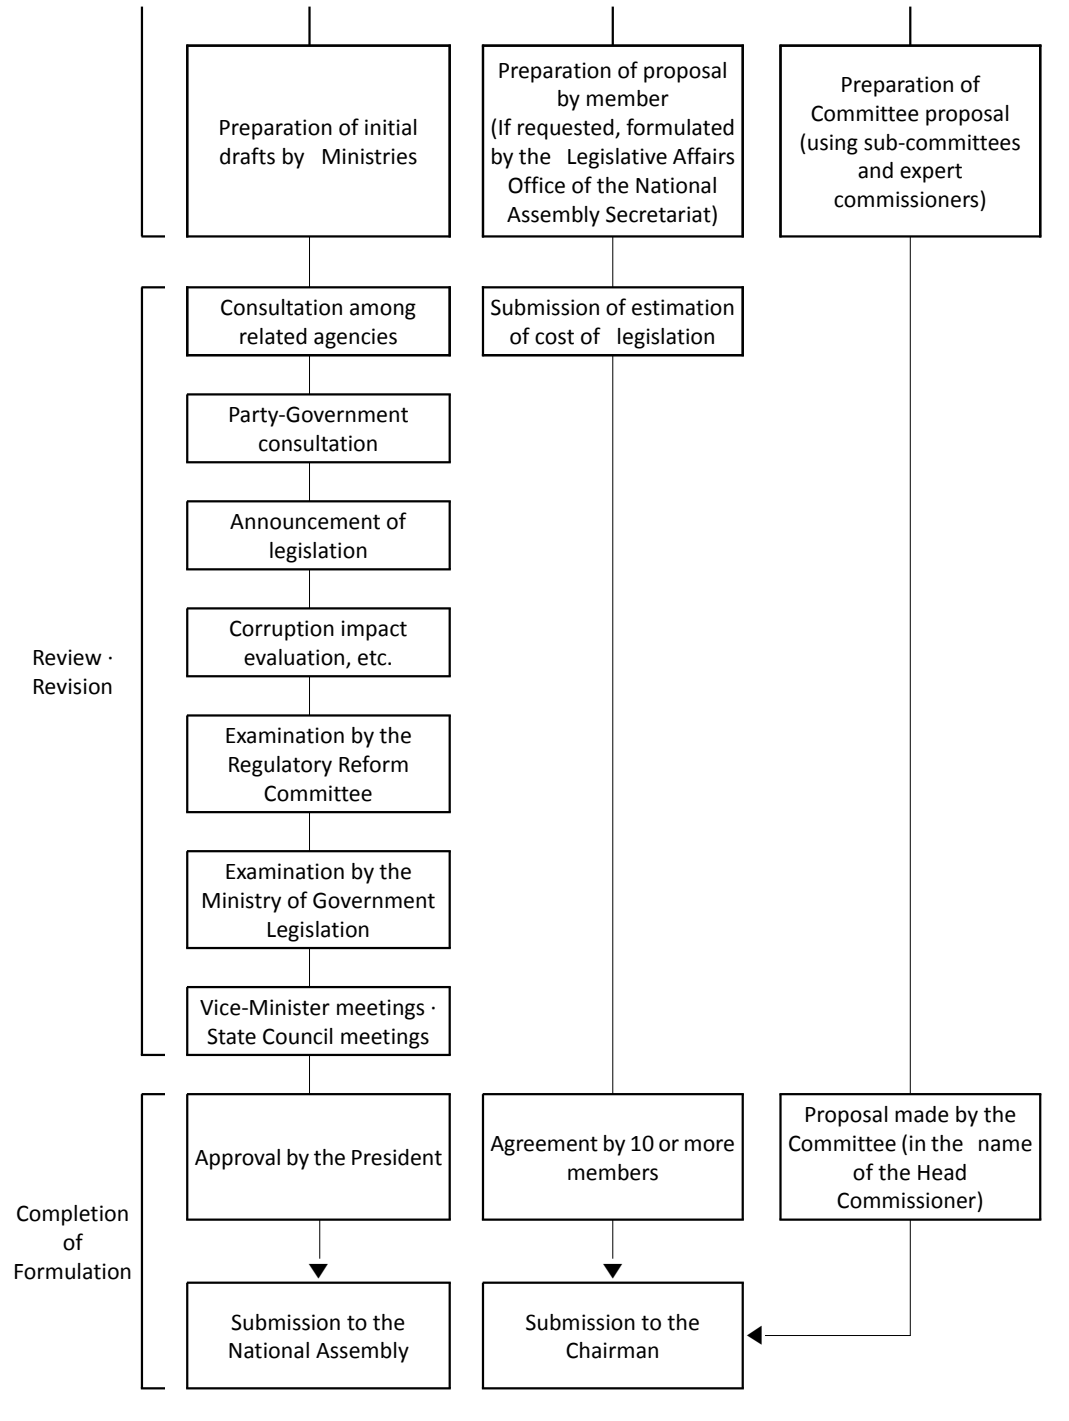 Preparation of initial
drafts by Ministries
Preparation of proposal
by member
(If requested, formulated
by the Legislative Affairs
Office of the National
Assembly Secretariat)
Preparation of
Committee proposal
(using sub-committees
and expert
commissioners)
Review ·
Revision
Consultation among
related agencies
Submission of estimation
of cost of legislation
Party-Government
consultation
Announcement of
legislation
Corruption impact
evaluation, etc.
Examination by the
Regulatory Reform
Committee
Examination by the
Ministry of Government
Legislation
Vice-Minister meetings ·
State Council meetings
Completion
of
Formulation
Approval by the President
Agreement by 10 or more
members
Proposal made by the
Committee (in the name
of the Head
Commissioner)
Submission to the
National Assembly
Submission to the
Chairman